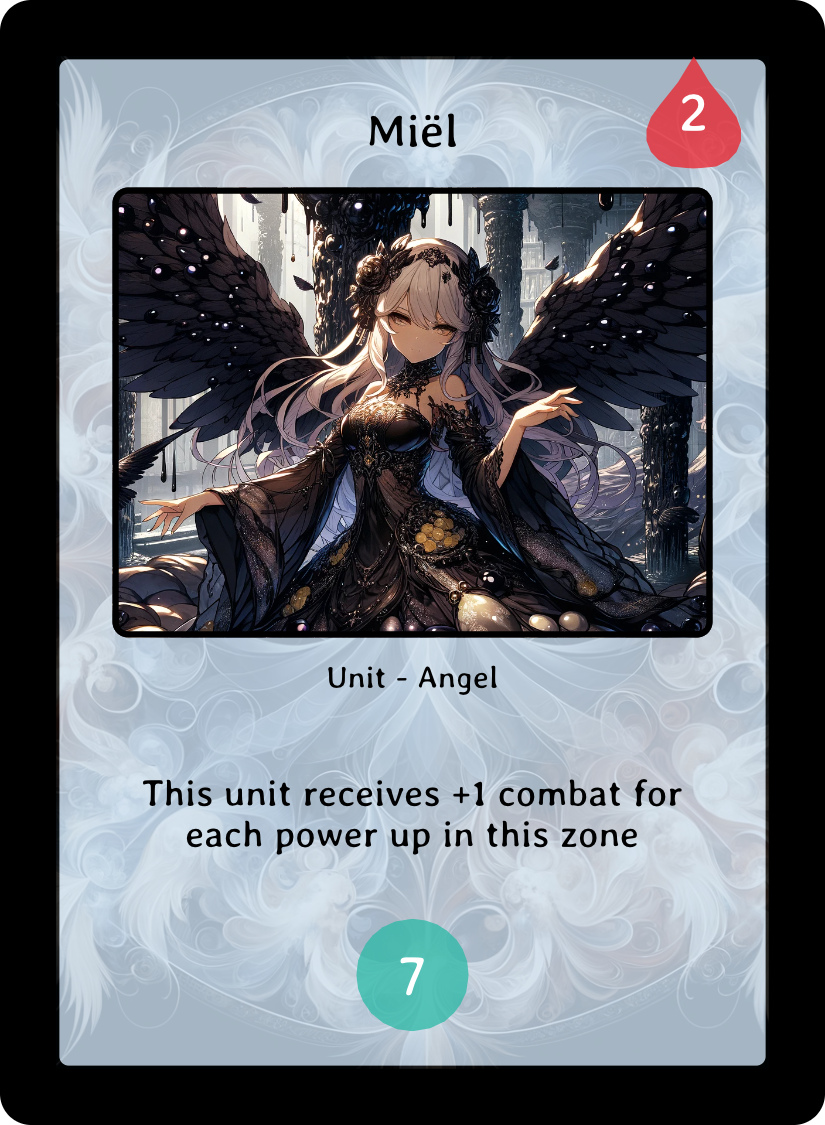 Miël
2
Unit - Angel
This unit receives +1 combat for
each power up in this zone
7